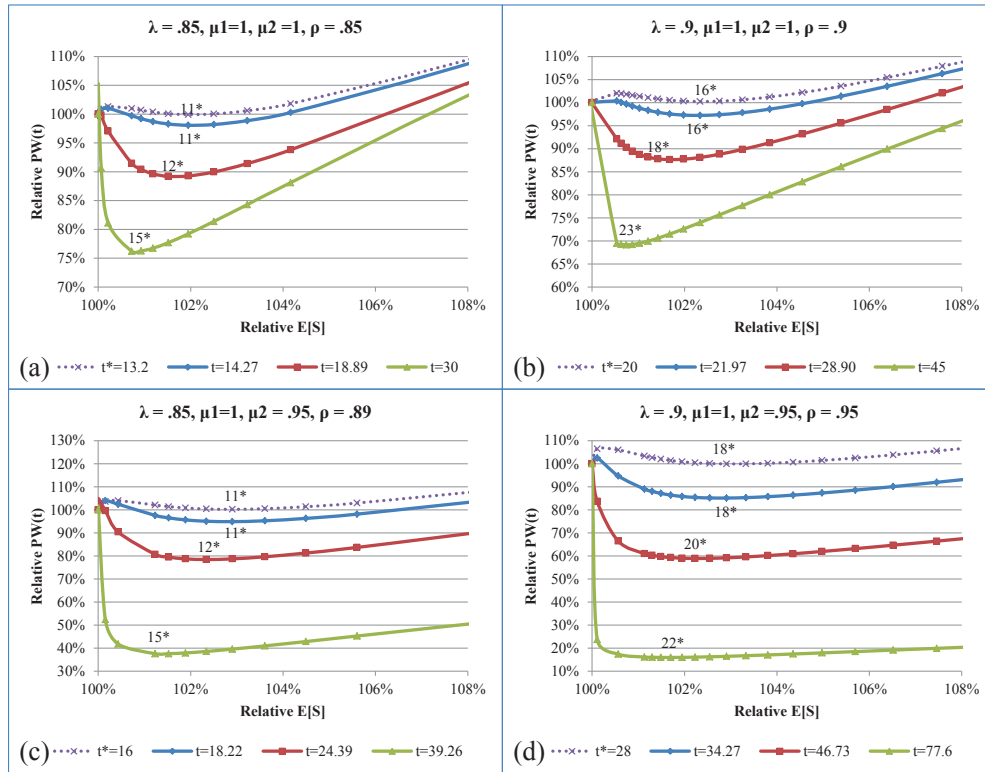 λ = .85, μ1=1, μ2 =1, ρ = .85
110%
105%
100%
95%
90%
85%
80%
75%
70%
Relative PW(t)
11*
11*
12*
15*
100% 102% 104% 106% 108%
Relative E[S]
(a) t*=13.2 t=14.27 t=18.89 t=30
λ = .9, μ1=1, μ2 =1, ρ = .9
110%
105%
100%
95%
90%
85%
80%
75%
70%
65%
60%
Relative PW(t)
16*
16*
18*
23*
100% 102% 104% 106% 108%
Relative E[S]
(b) t*=20 t=21.97 t=28.90 t=45
λ = .85, μ1=1, μ2 = .95, ρ = .89
130%
120%
110%
100%
90%
80%
70%
60%
50%
40%
30%
Relative PW(t)
11*
11*
12*
15*
100% 102% 104% 106% 108%
Relative E[S]
(c) t*=16 t=18.22 t=24.39 t=39.26
λ = .9, μ1=1, μ2 =.95, ρ = .95
110%
100%
90%
80%
70%
60%
50%
40%
30%
20%
10%
Relative PW(t)
18*
18*
20*
22*
100% 102% 104% 106% 108%
Relative E[S]
(d) t*=28 t=34.27 t=46.73 t=77.6